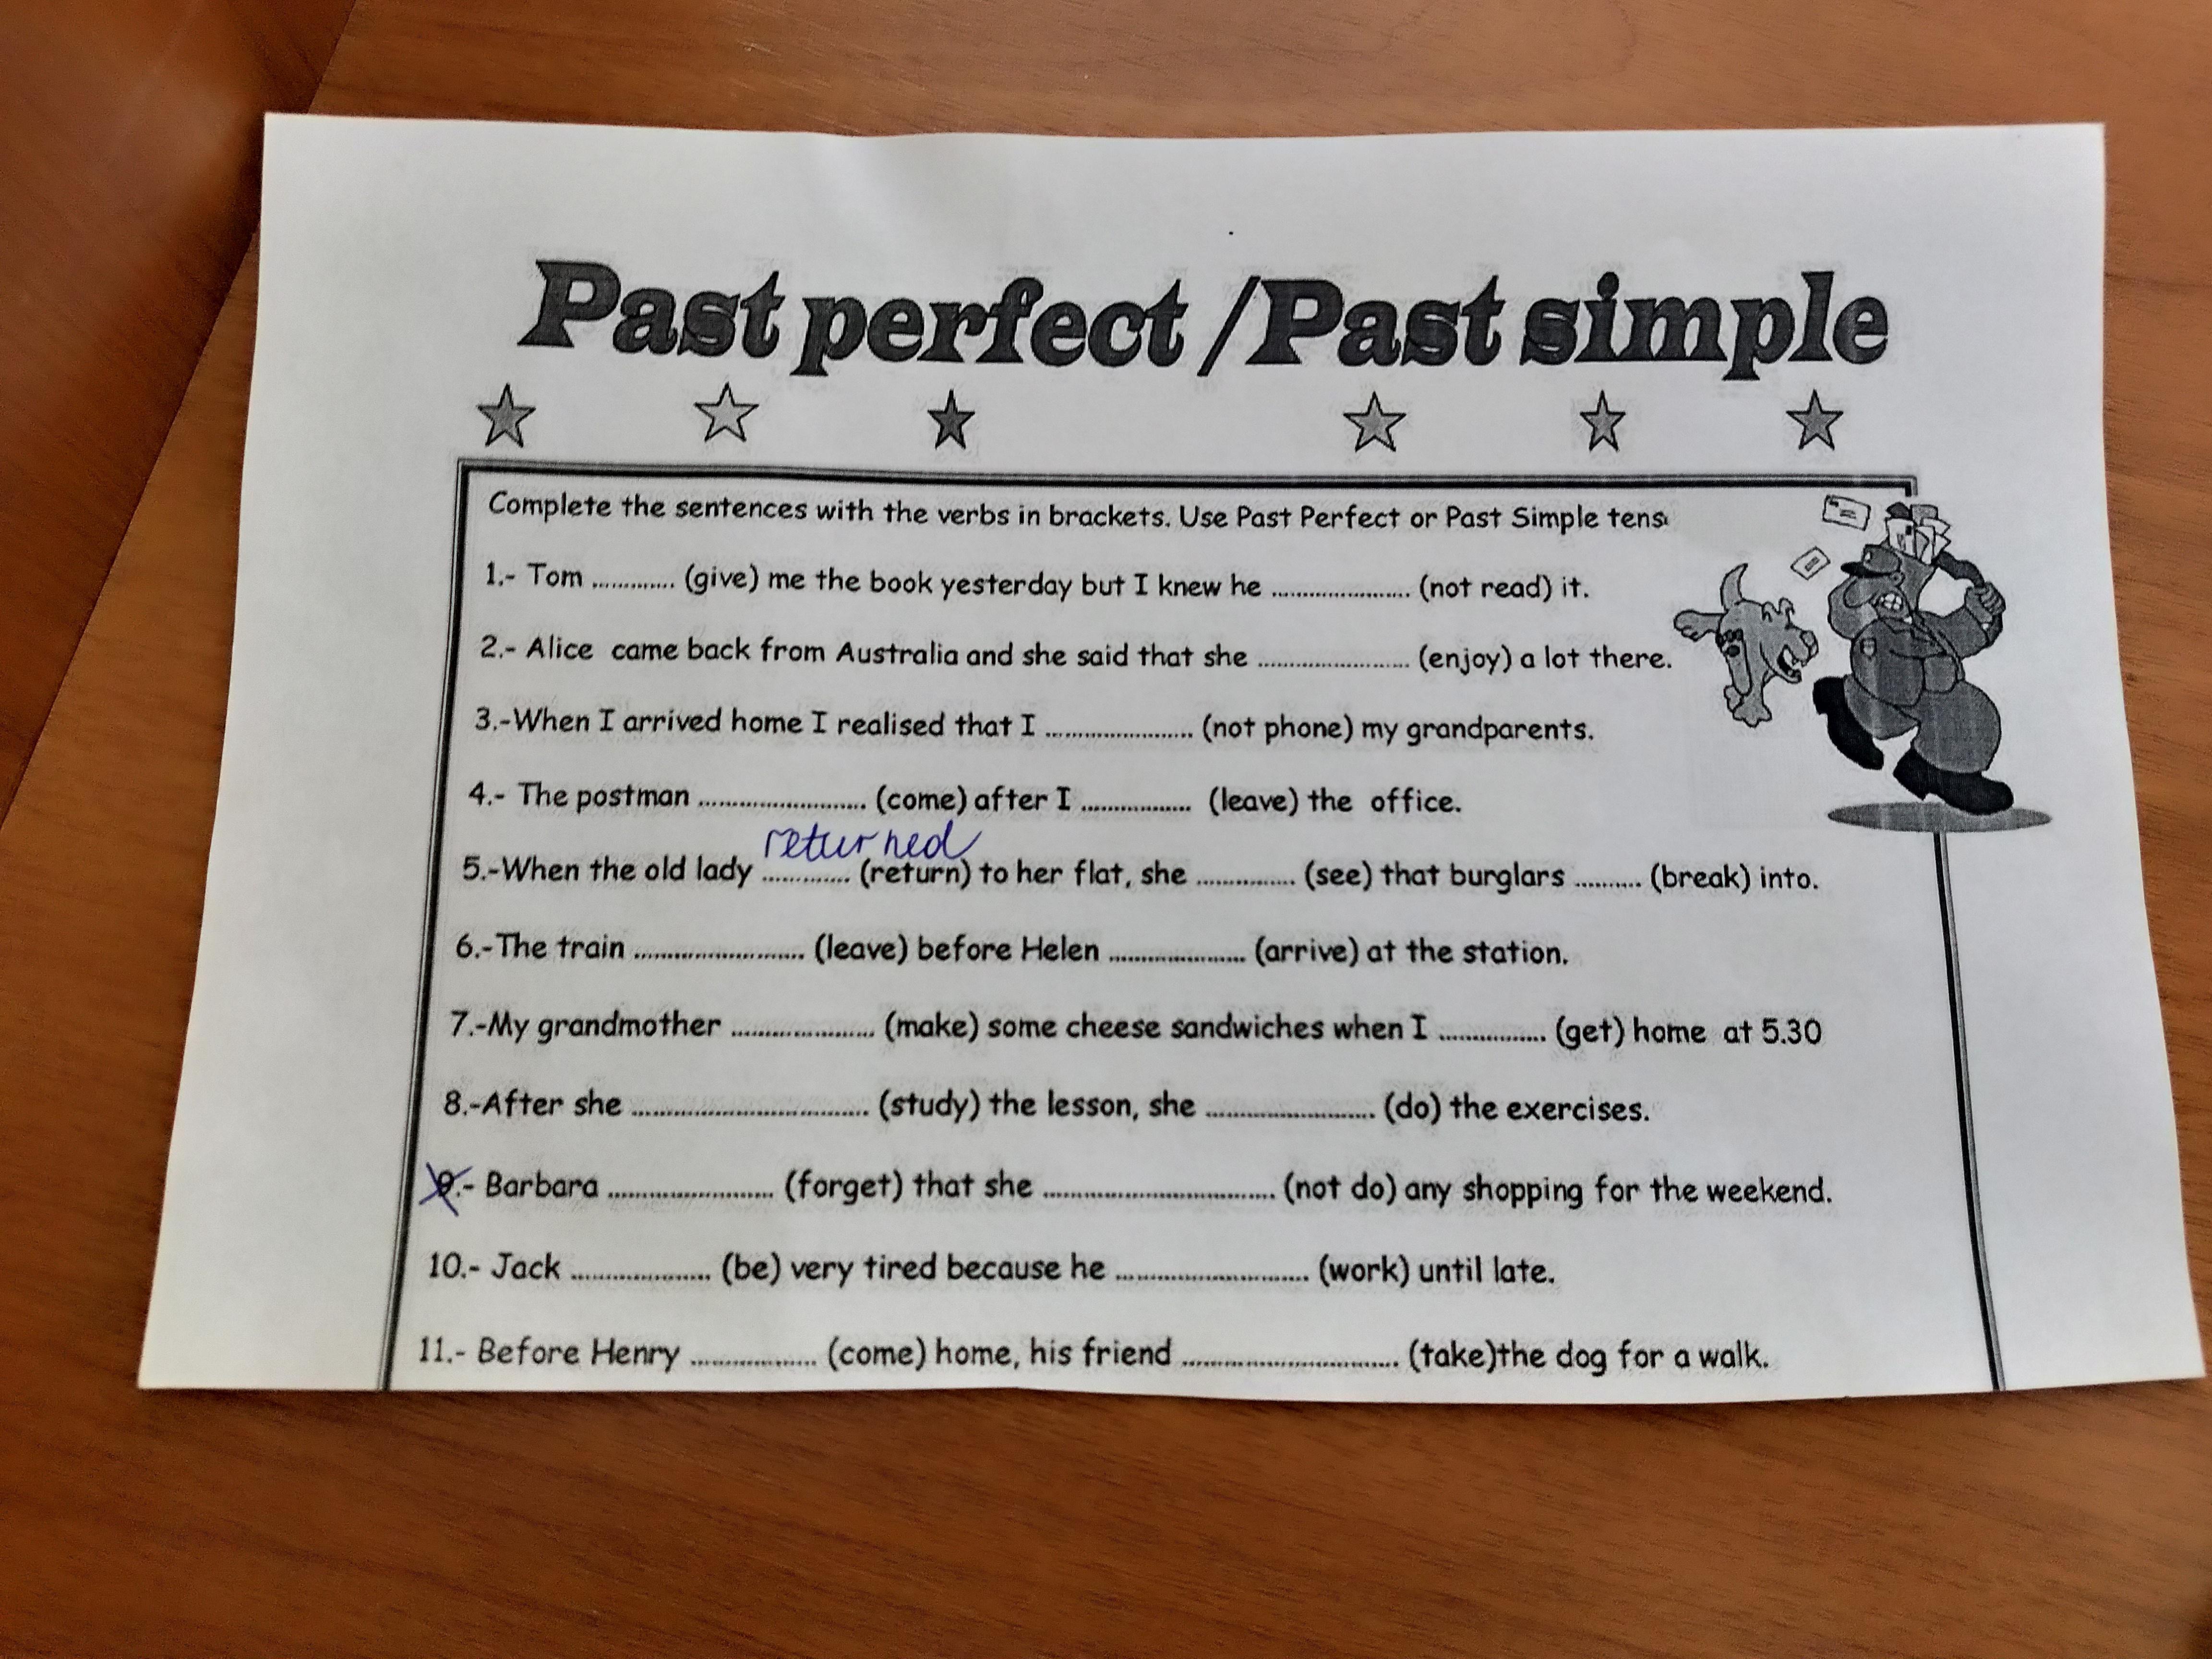 Past perfect /Past simple
Complete the sentences with the verbs in brackets. Use Past Perfect or Past Simple tens
1.- Tom ............. (give) me the book yesterday but I knew he ...................... (not read) it.
2.- Alice came back from Australia and she said that she ........................ (enjoy) a lot there.
3.-When I arrived home I realised that I ....................... (not phone) my grandparents.
4.- The postman .......................... (come) after I ................. (leave) the office.
returned
5.-When the old lady ............. (return) to her flat, she ............... (see) that burglars .......... (break) into.
6.-The train .......................... (leave) before Helen ..................... (arrive) at the station.
7.-My grandmother ...................... (make) some cheese sandwiches when I ................ (get) home at 5.30
8.-After she ..................................... (study) the lesson, she .......................... (do) the exercises.
9.- Barbara .......................... (forget) that she .................................... (not do) any shopping for the weekend.
10.- Jack ..................... (be) very tired because he .............................. (work) until late.
11.- Before Henry ................... (come) home, his friend ................................. (take)the dog for a walk.